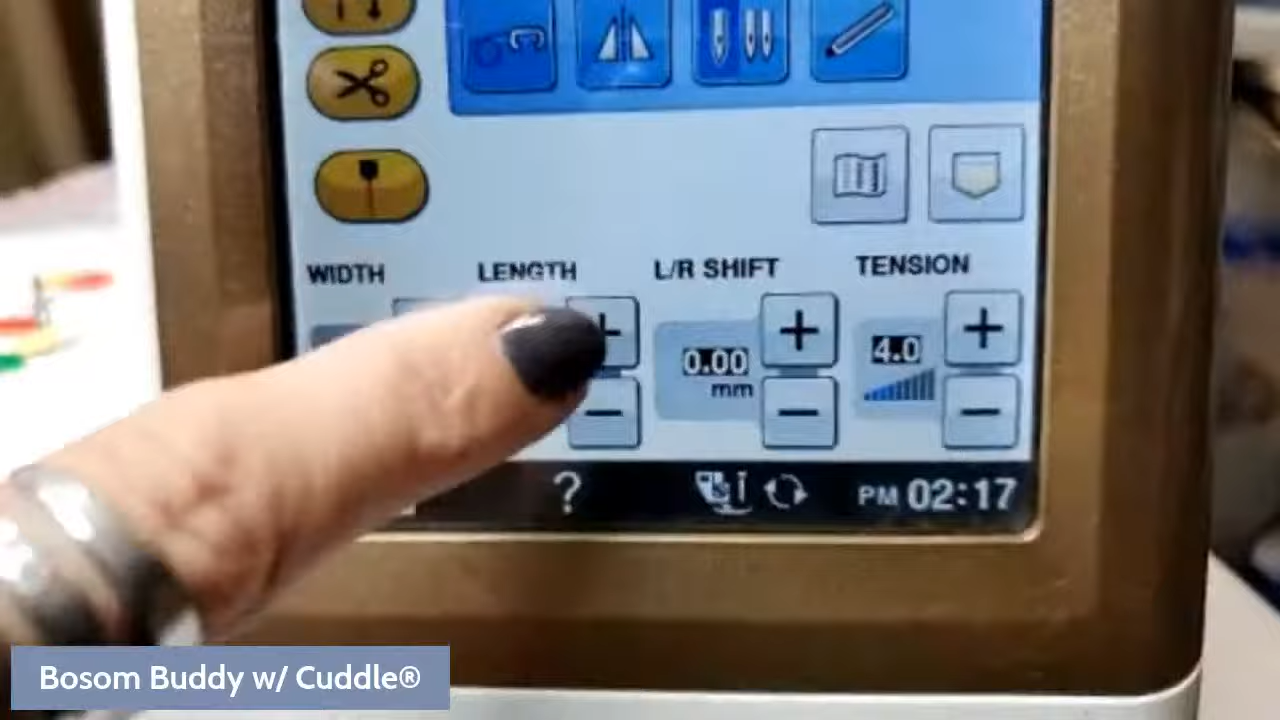 WIDTH LENGTH L/R SHIFT TENSION
0.00 4.0
mm
? PM 02:17
Bosom Buddy w/ Cuddle®